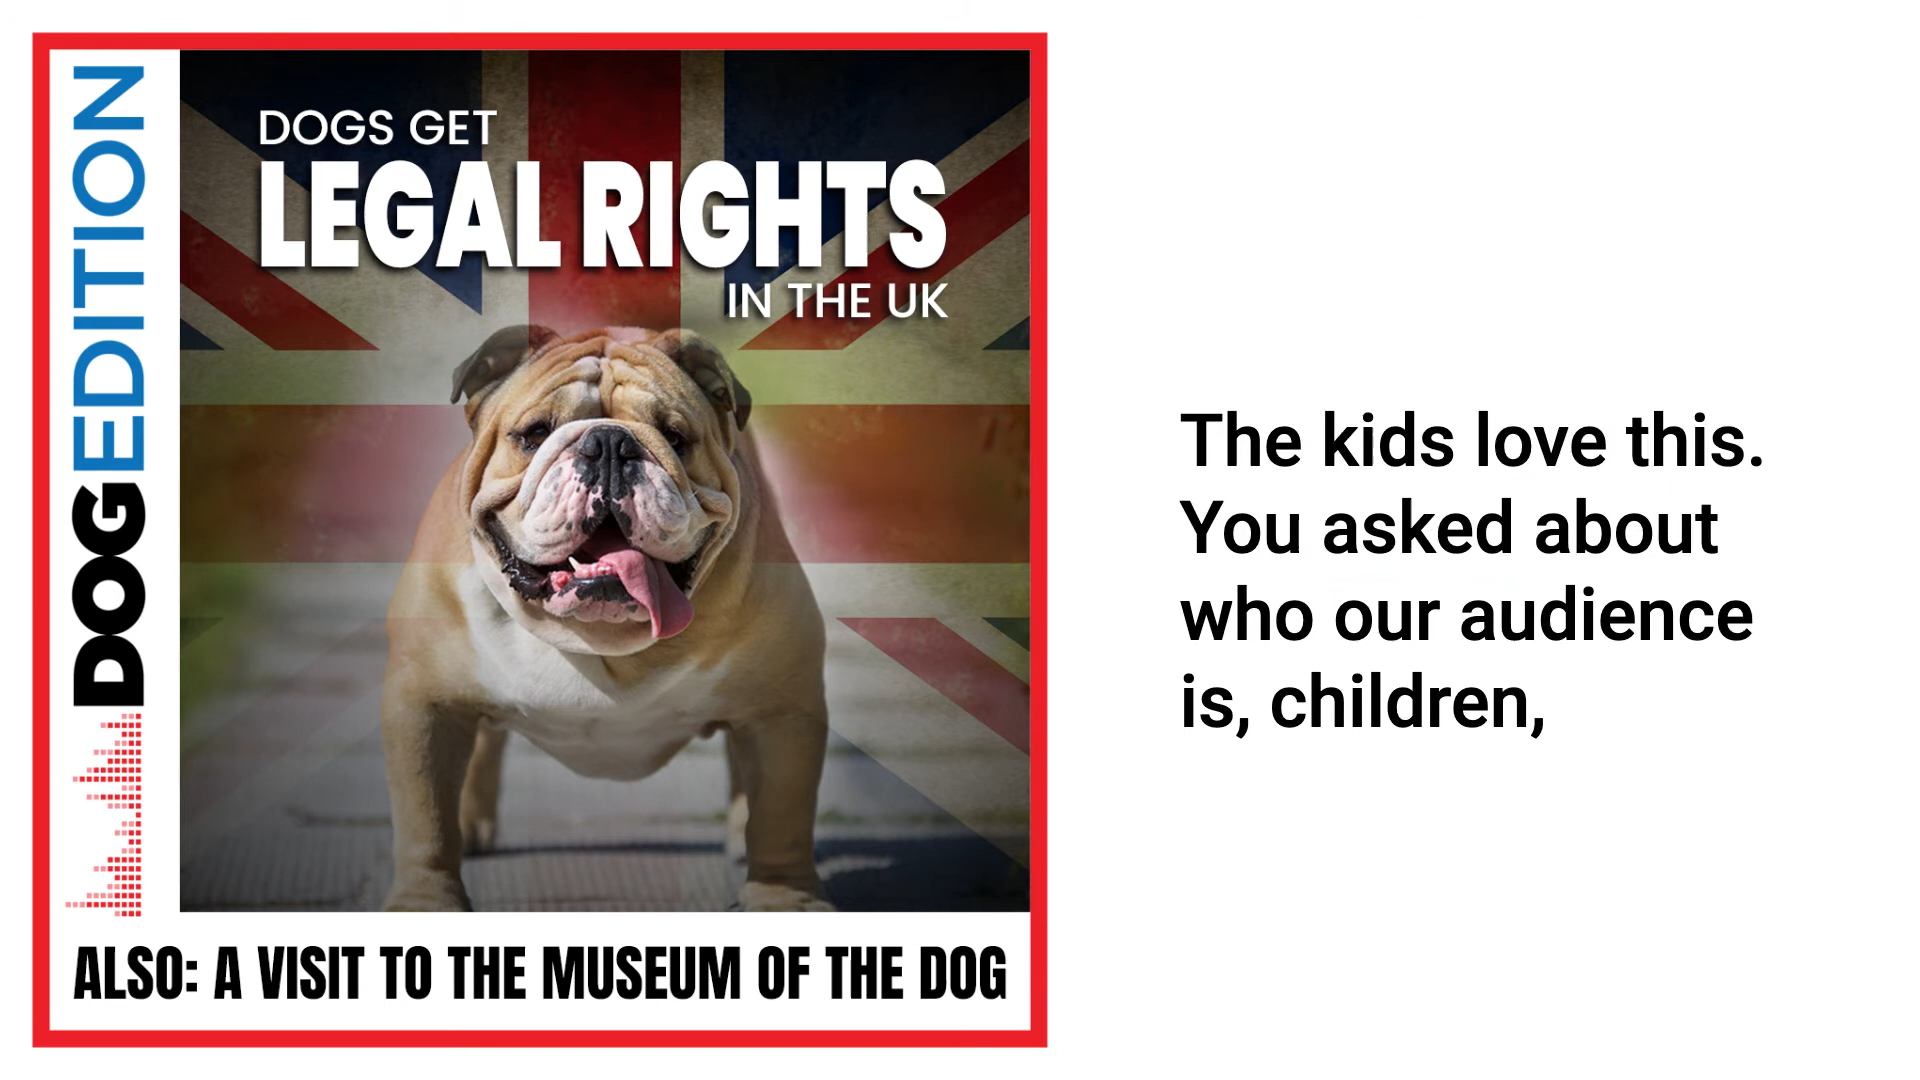 DOGEDITION
DOGS GET
LEGAL RIGHTS
IN THE UK
ALSO: A VISIT TO THE MUSEUM OF THE DOG
The kids love this.
You asked about
who our audience
is, children,